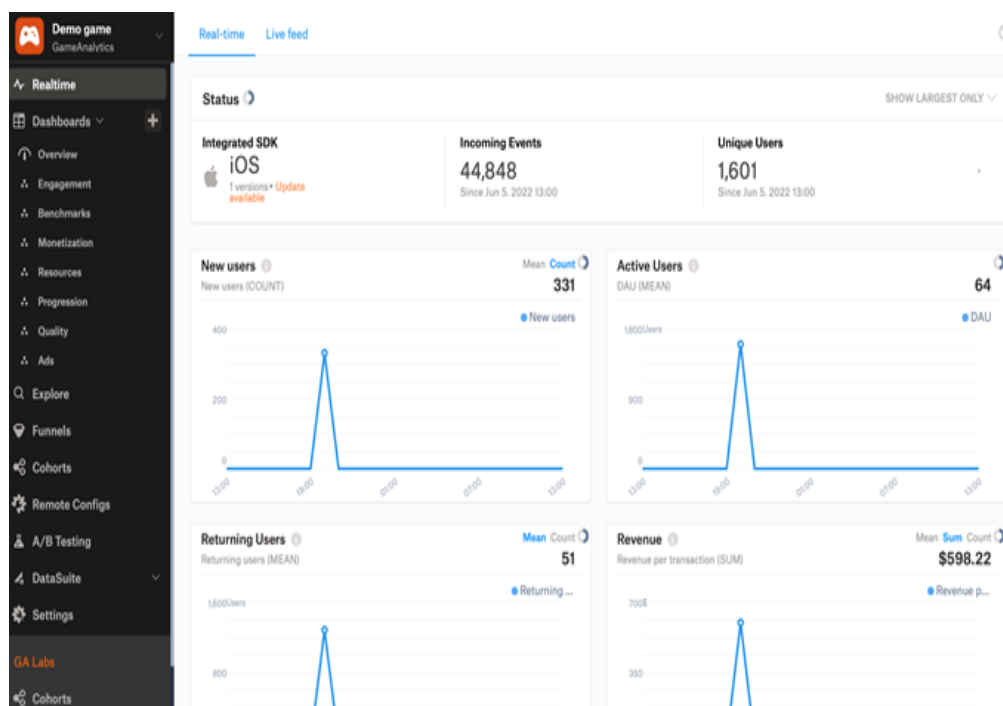 Demo game
GameAnalytics
Realtime
Dashboards
Overview
Engagement
Benchmarks
Monetization
Resources
Progression
Quality
Ads
Explore
Funnels
Cohorts
Remote Configs
A/B Testing
DataSuite
Settings
GA Labs
Cohorts
Real-time Live feed
Status SHOW LARGEST ONLY
Integrated SDK
iOS
1 versions• Update
available
Incoming Events
44,848
Since Jun 5. 2022 13:00
Unique Users
1,601
Since Jun 5. 2022 13:00
New users Mean Count
New users (COUNT) 331
New users
400
200
0
13:00 19:00 01:00 07:00 13:00
Active Users
DAU (MEAN) 64
DAU
1,800Users
900
0
13:00 19:00 01:00 07:00 13:00
Returning Users Mean Count
Returning users (MEAN) 51
Returning ...
1,600Users
800
Revenue Mean Sum Count
Revenue per transaction (SUM) $598.22
Revenue p...
700$
350